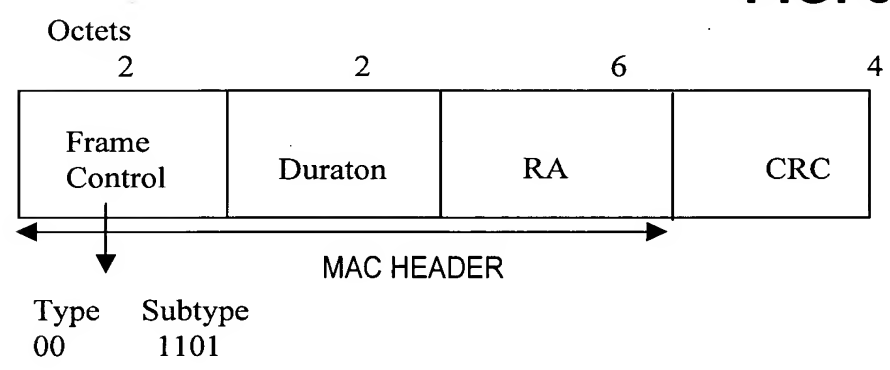 Octets
2 2 6 4
Frame
Control
Duraton
RA
CRC
MAC HEADER
Type Subtype
00 1101